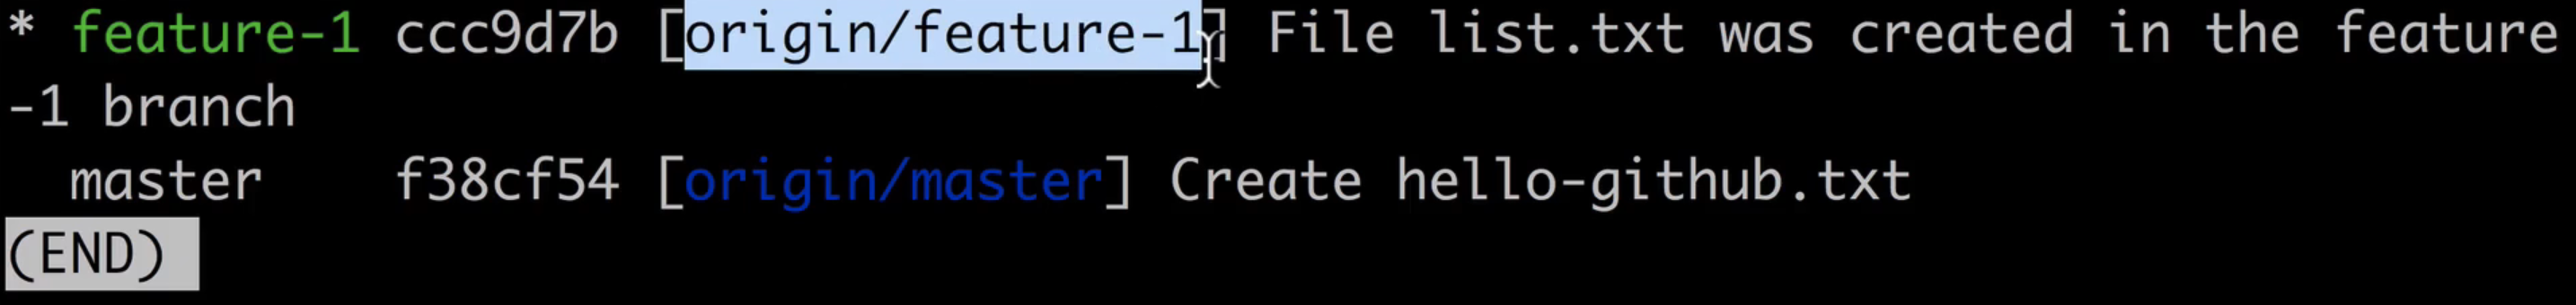 * feature-1 ccc9d7b [origin/feature-1] File list.txt was created in the feature
-1 branch
  master    f38cf54 [origin/master] Create hello-github.txt
(END)